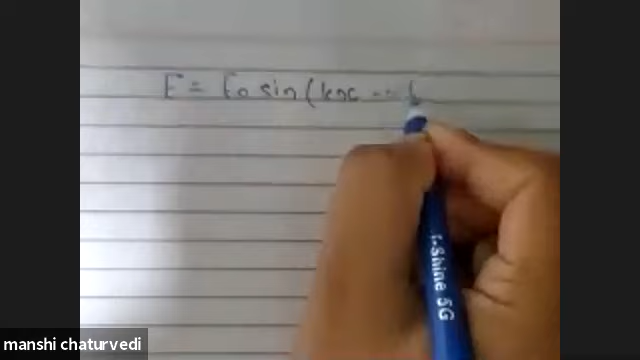 E = E0 sin (kx - ωt
i-Shine 5G
manshi chaturvedi